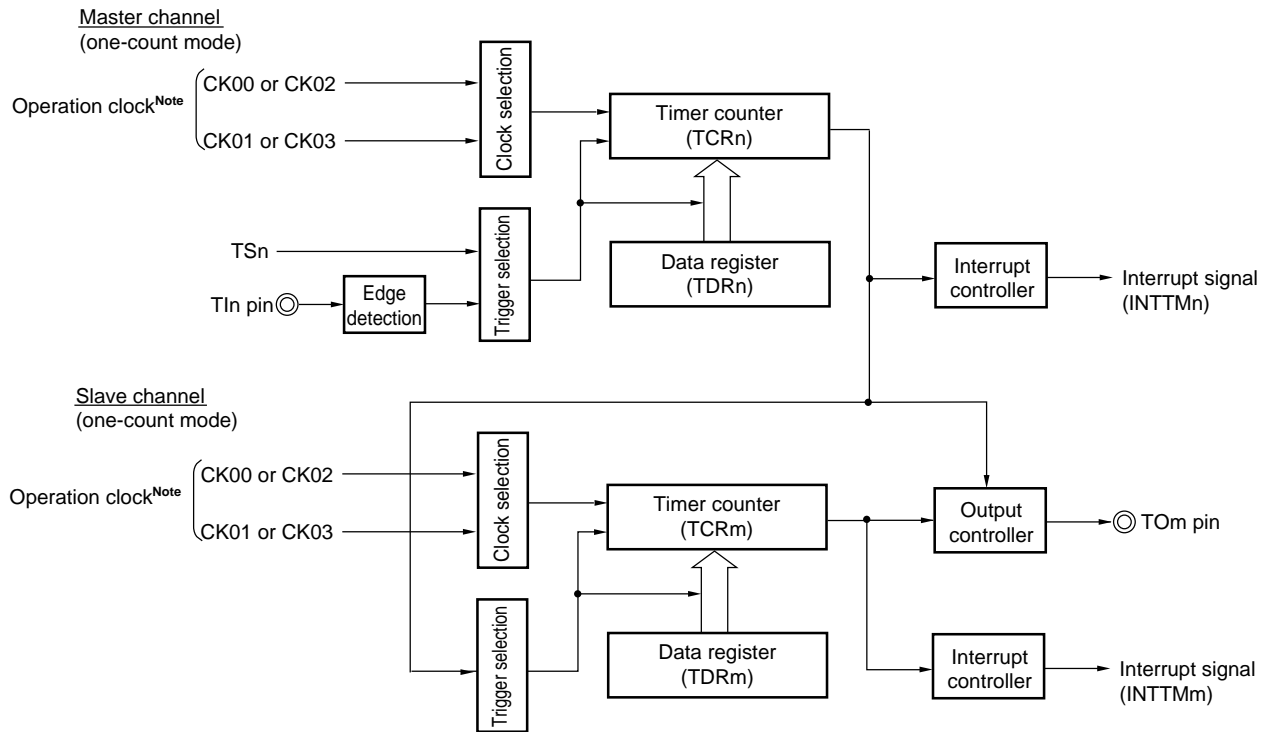 Master channel
(one-count mode)
Operation clockNote
CK00 or CK02
CK01 or CK03
Clock selection
Timer counter
(TCRn)
TSn
TIn pin
Edge
detection
Trigger selection
Data register
(TDRn)
Interrupt
controller
Interrupt signal
(INTTMn)
Slave channel
(one-count mode)
Operation clockNote
CK00 or CK02
CK01 or CK03
Clock selection
Timer counter
(TCRm)
Output
controller
TOm pin
Trigger selection
Data register
(TDRm)
Interrupt
controller
Interrupt signal
(INTTMm)